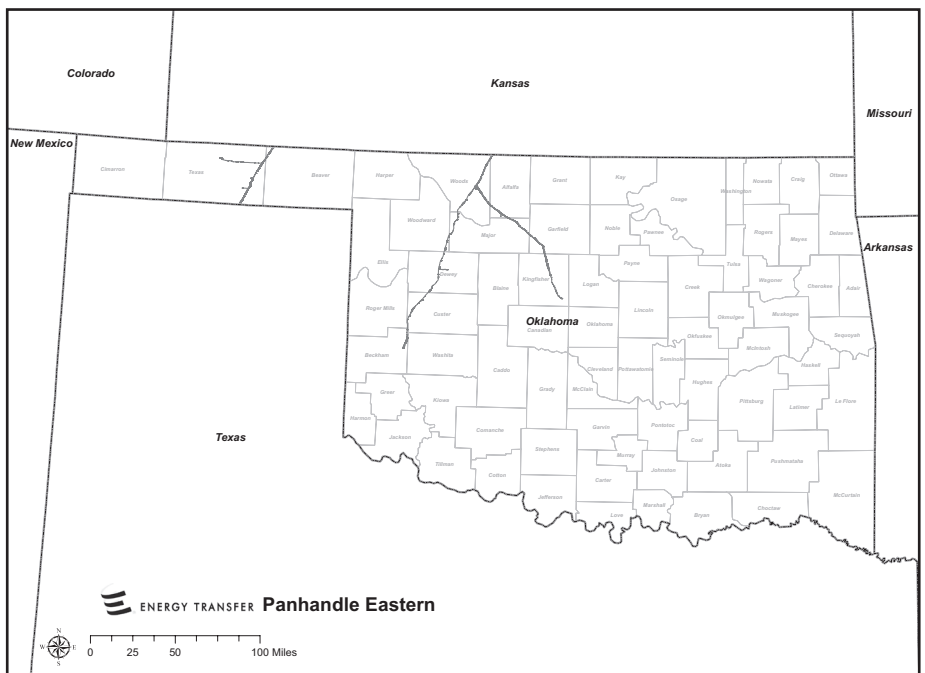 Colorado
Kansas
Missouri
New Mexico
Cimarron
Texas
Beaver
Harper
Woods
Alfalfa
Grant
Kay
Osage
Washington
Nowata
Craig
Ottawa
Woodward
Major
Garfield
Noble
Pawnee
Rogers
Mayes
Delaware
Arkansas
Ellis
Dewey
Blaine
Kingfisher
Logan
Payne
Creek
Tulsa
Wagoner
Cherokee
Adair
Roger Mills
Custer
Canadian
Oklahoma
Oklahoma
Lincoln
Okfuskee
Okmulgee
Muskogee
McIntosh
Sequoyah
Beckham
Washita
Caddo
Grady
McClain
Cleveland
Pottawatomie
Seminole
Hughes
Haskell
Greer
Kiowa
Pittsburg
Latimer
Le Flore
Harmon
Jackson
Comanche
Stephens
Garvin
Murray
Pontotoc
Coal
Texas
Tillman
Cotton
Carter
Johnston
Atoka
Pushmataha
McCurtain
Jefferson
Love
Marshall
Bryan
Choctaw
ENERGY TRANSFER Panhandle Eastern
N
W E
S
0 25 50 100 Miles